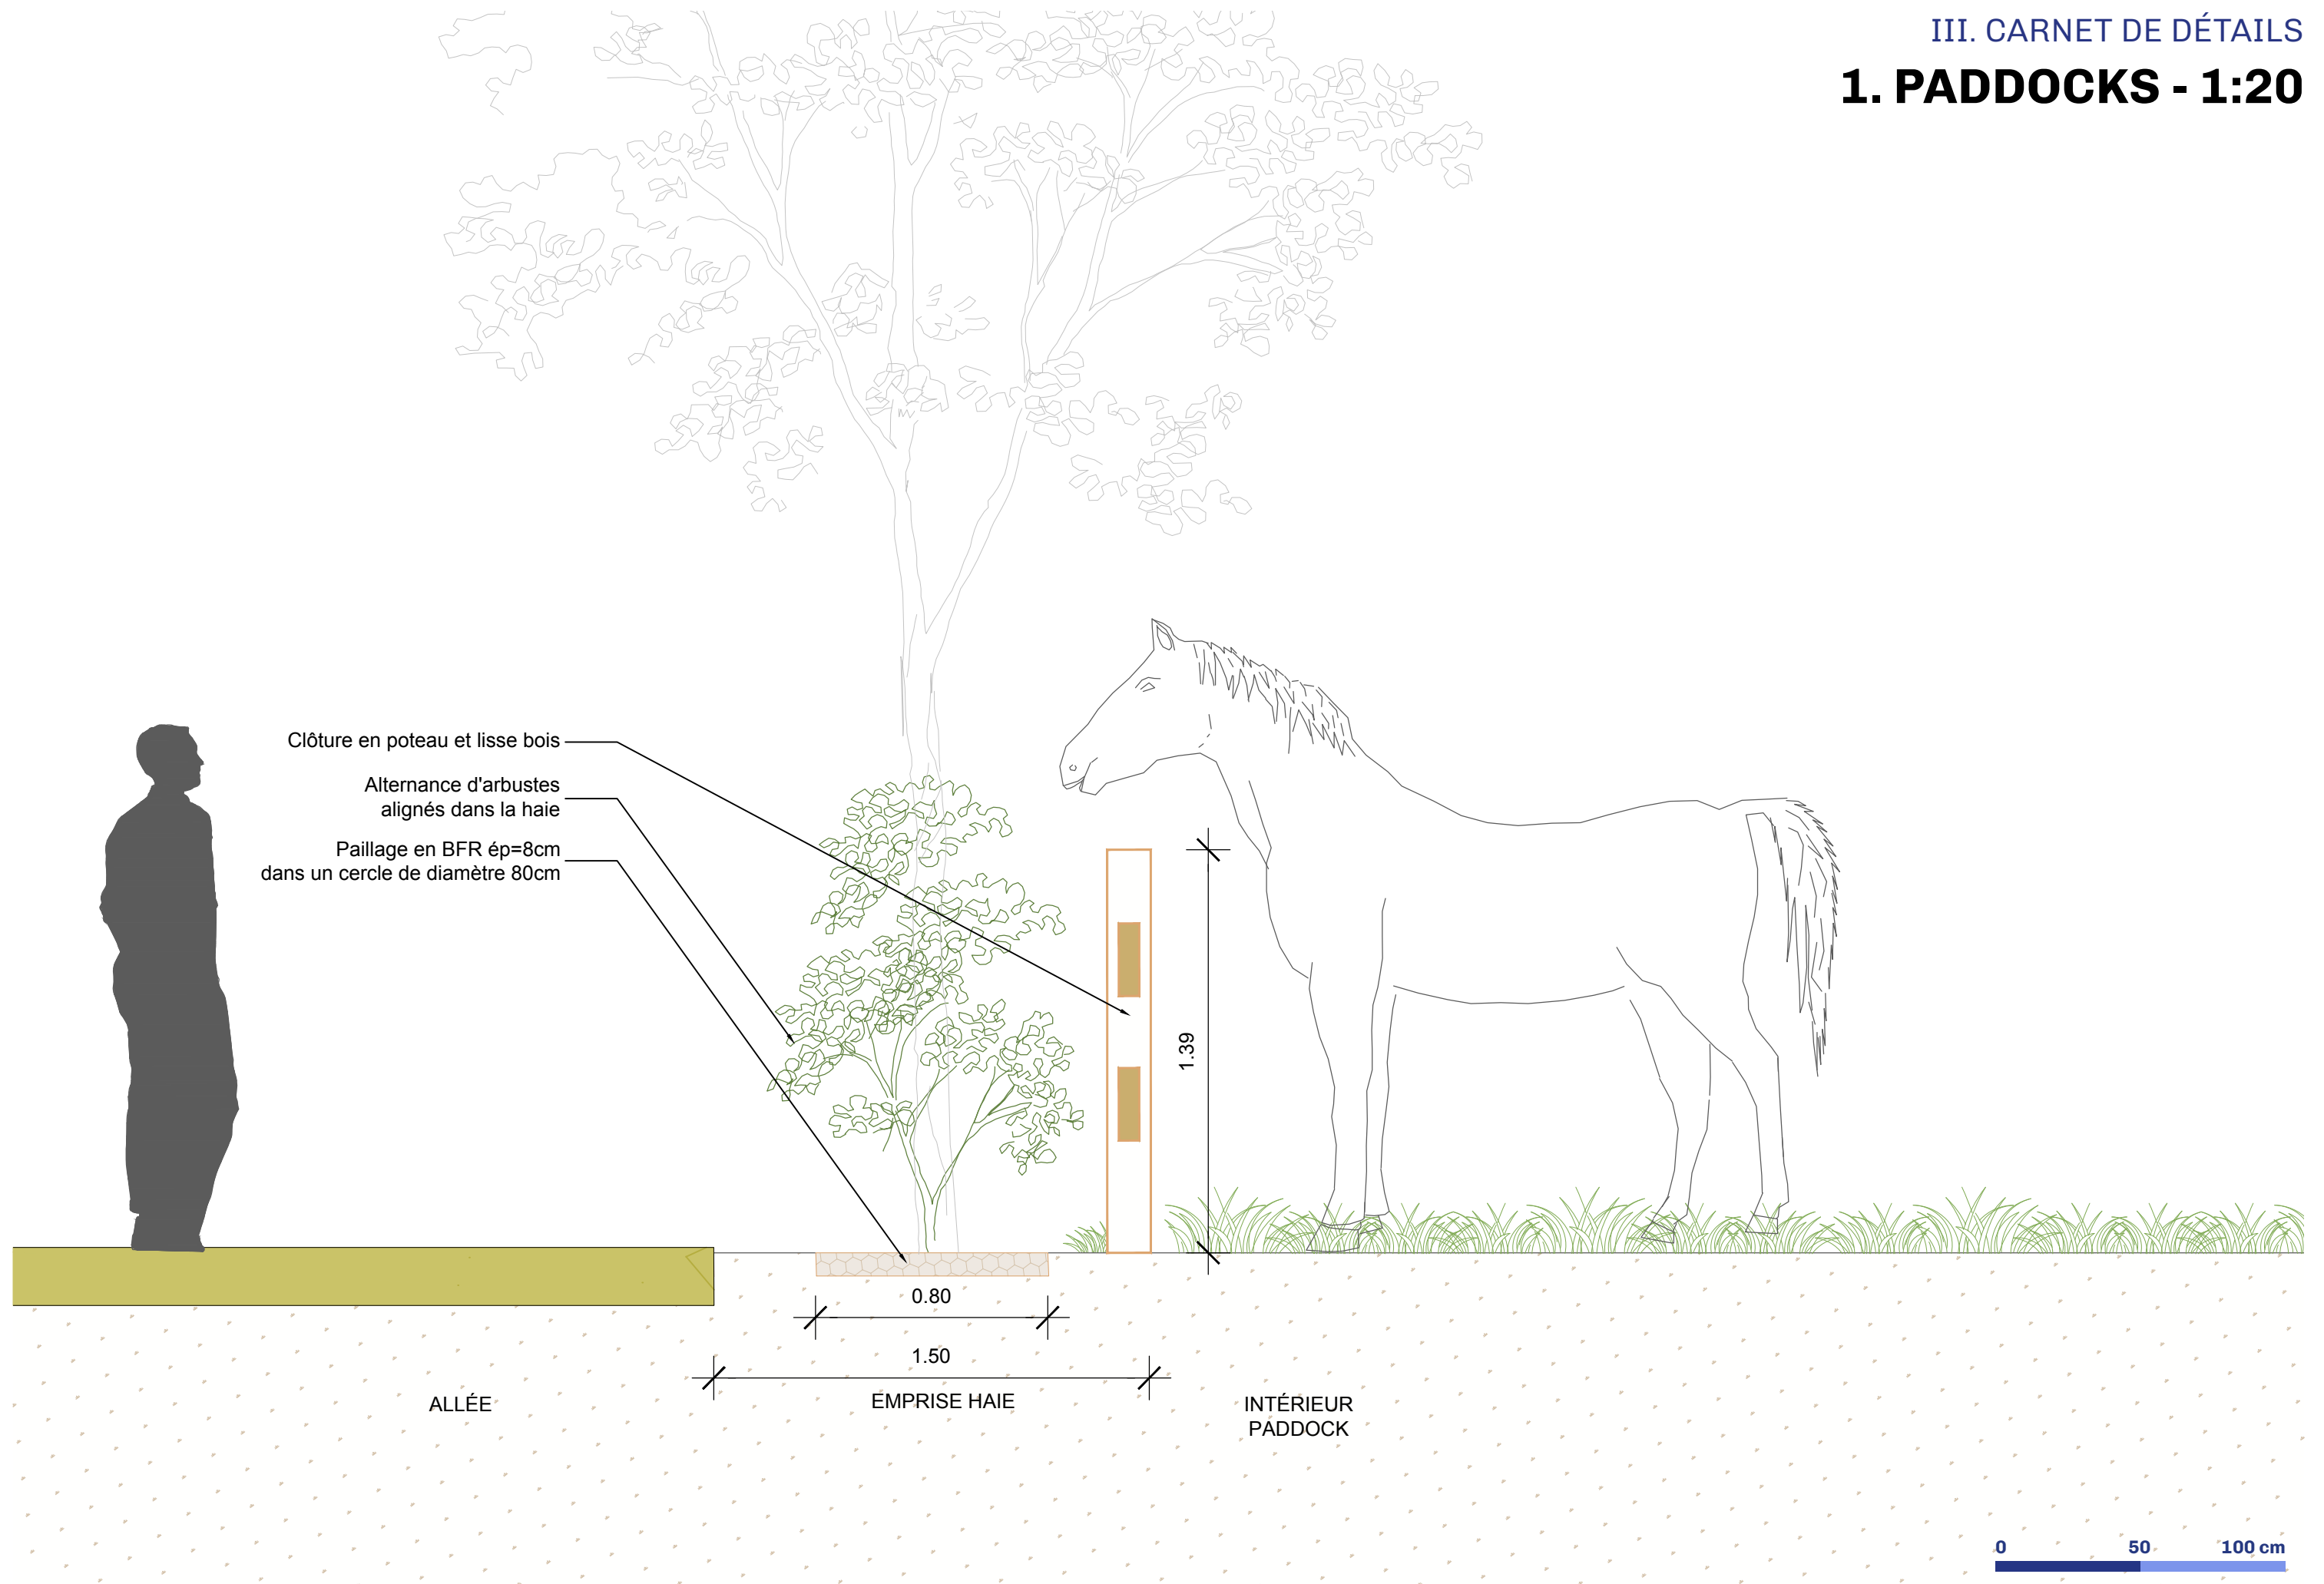 III. CARNET DE DÉTAILS
1. PADDOCKS - 1:20
Clôture en poteau et lisse bois
Alternance d'arbustes
alignés dans la haie
Paillage en BFR ép=8cm
dans un cercle de diamètre 80cm
1.39
0.80
1.50
ALLÉE
EMPRISE HAIE
INTÉRIEUR
PADDOCK
0 50 100 cm